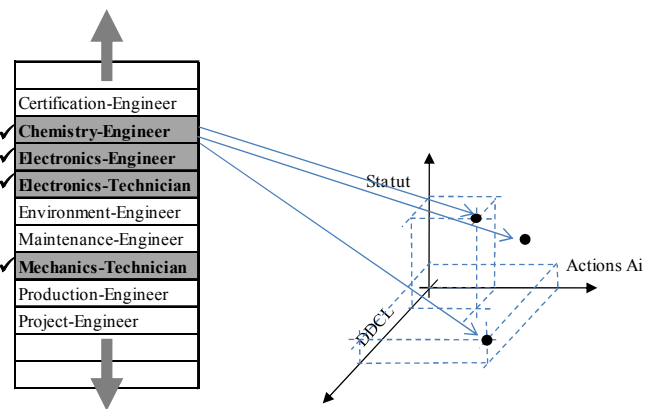 Certification-Engineer
Chemistry-Engineer
Electronics-Engineer
Electronics-Technician
Environment-Engineer
Maintenance-Engineer
Mechanics-Technician
Production-Engineer
Project-Engineer
Statut
Actions Ai
DDCL